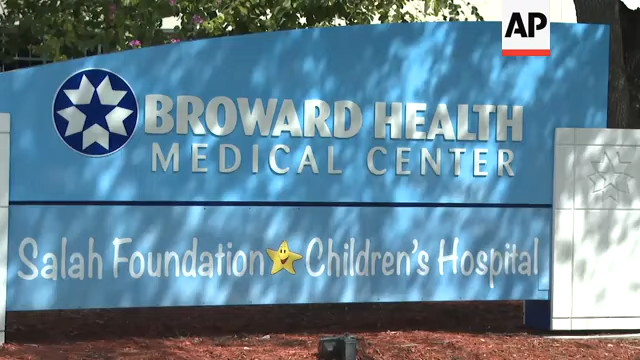 AP
BROWARD HEALTH
MEDICAL CENTER
Salah Foundation Children's Hospital